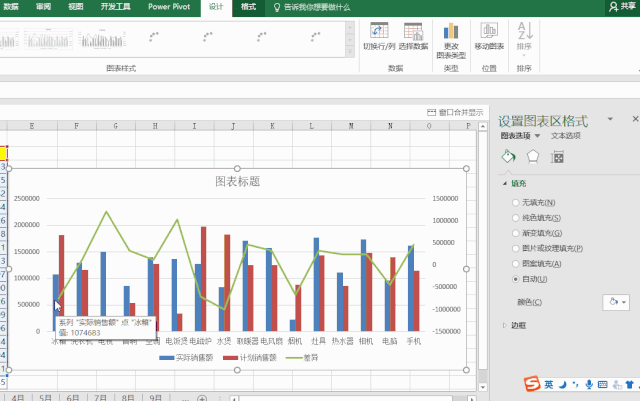 数据 审阅 视图 开发工具 Power Pivot 设计 格式 告诉我你想要做什么 共享
切换行/列 选择数据 更改图表类型 移动图表 排序
图表样式 数据 类型 位置 排序
窗口合并显示
E F G H I J K L M N O P
设置图表区格式
图表选项 文本选项
填充
无填充(N)
纯色填充(S)
渐变填充(G)
图片或纹理填充(P)
图案填充(A)
自动(U)
颜色(C)
边框
图表标题
2500000 1500000
2000000 1000000
1500000 500000
1000000 0
500000 -500000
-1000000
0 -1500000
系列 "实际销售额" 点 "冰箱"
值: 1074683
冰箱 洗衣机 电视 音响 空调 电饭煲 电磁炉 水煲 取暖器 电风扇 烟机 灶具 热水器 相机 电脑 手机
实际销售额 计划销售额 差异
4月 5月 6月 7月 8月 9月 ...
英